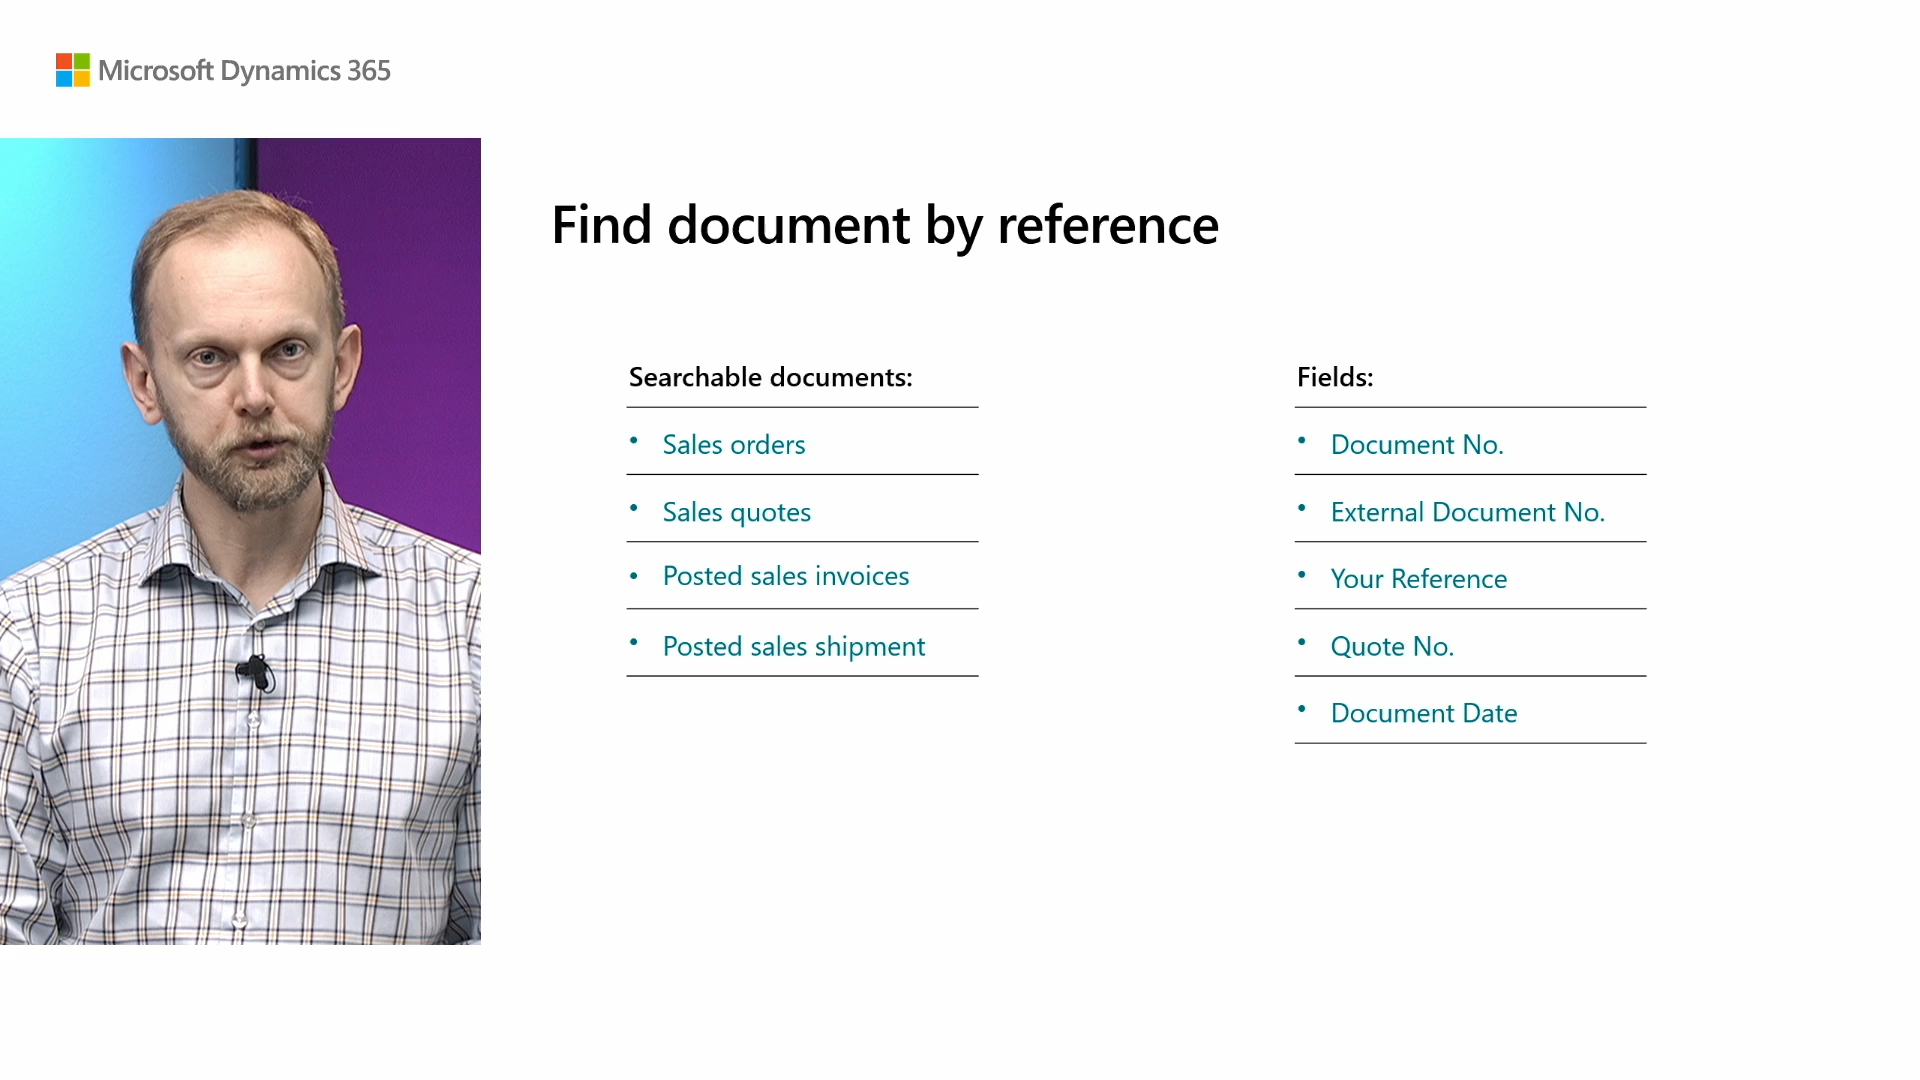 Microsoft Dynamics 365
Find document by reference
Searchable documents:
• Sales orders
• Sales quotes
• Posted sales invoices
• Posted sales shipment
Fields:
• Document No.
• External Document No.
• Your Reference
• Quote No.
• Document Date